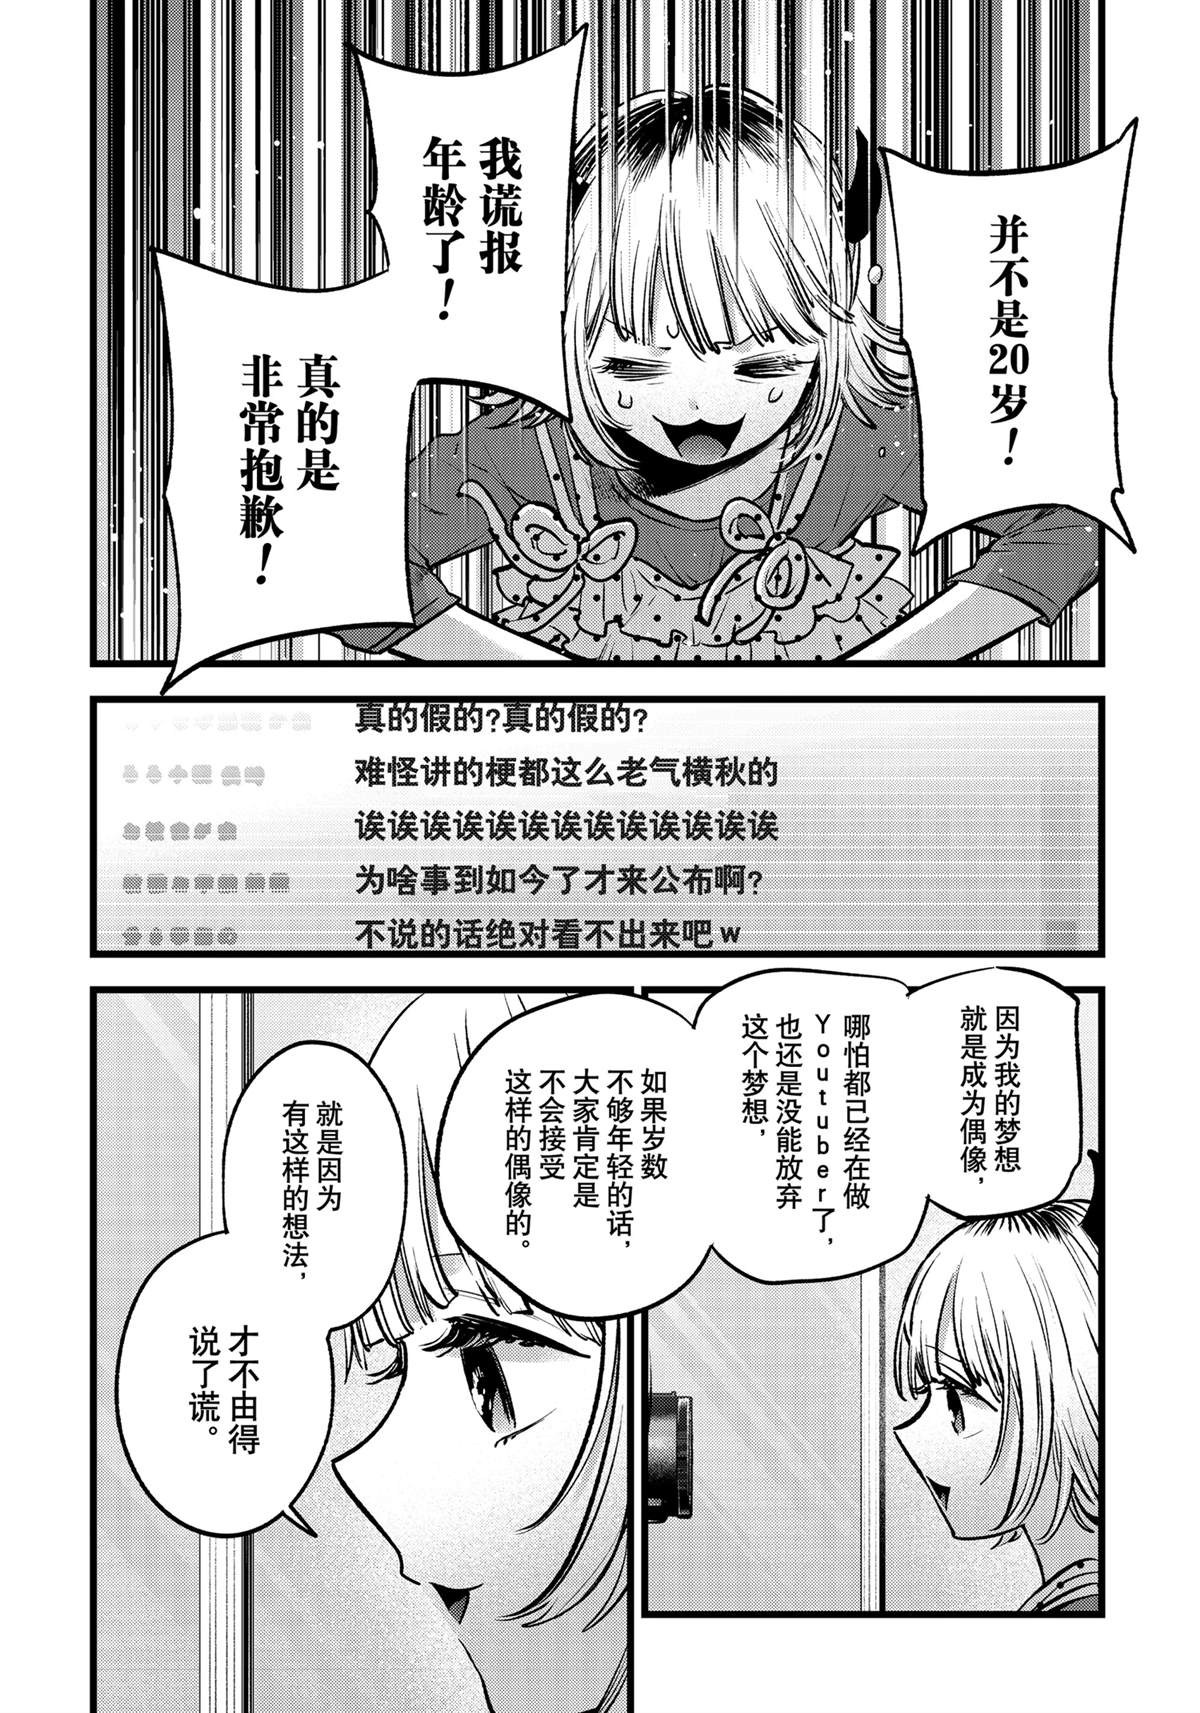 并不是20岁！
我谎报
年龄了！
真的是
非常抱歉！
真的假的?真的假的?
难怪讲的梗都这么老气横秋的
诶诶诶诶诶诶诶诶诶诶诶诶诶
为啥事到如今了才来公布啊?
不说的话绝对看不出来吧w
因为我的梦想
就是成为偶像，
哪怕都已经在做
Youtuber了，
也还是没能放弃
这个梦想，
如果岁数
不够年轻的话，
大家肯定是
不会接受
这样的偶像的。
就是因为
有这样的想法，
才不由得
说了谎。